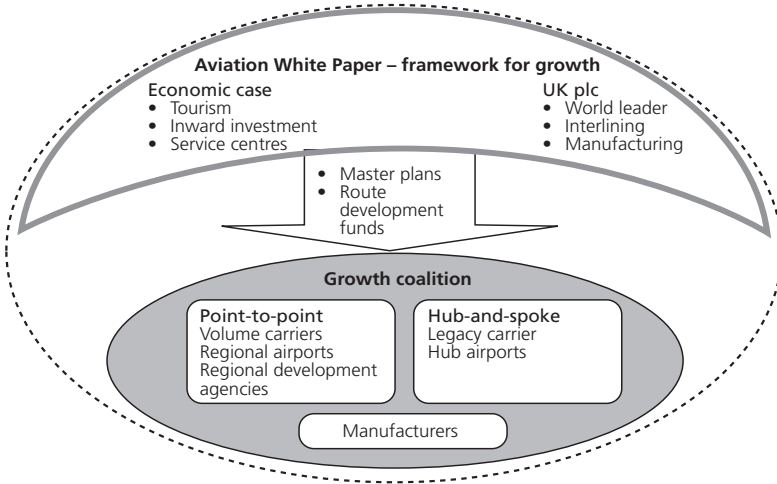 Aviation White Paper – framework for growth
Economic case
• Tourism
• Inward investment
• Service centres
UK plc
• World leader
• Interlining
• Manufacturing
• Master plans
• Route
development
funds
Growth coalition
Point-to-point
Volume carriers
Regional airports
Regional development
agencies
Hub-and-spoke
Legacy carrier
Hub airports
Manufacturers